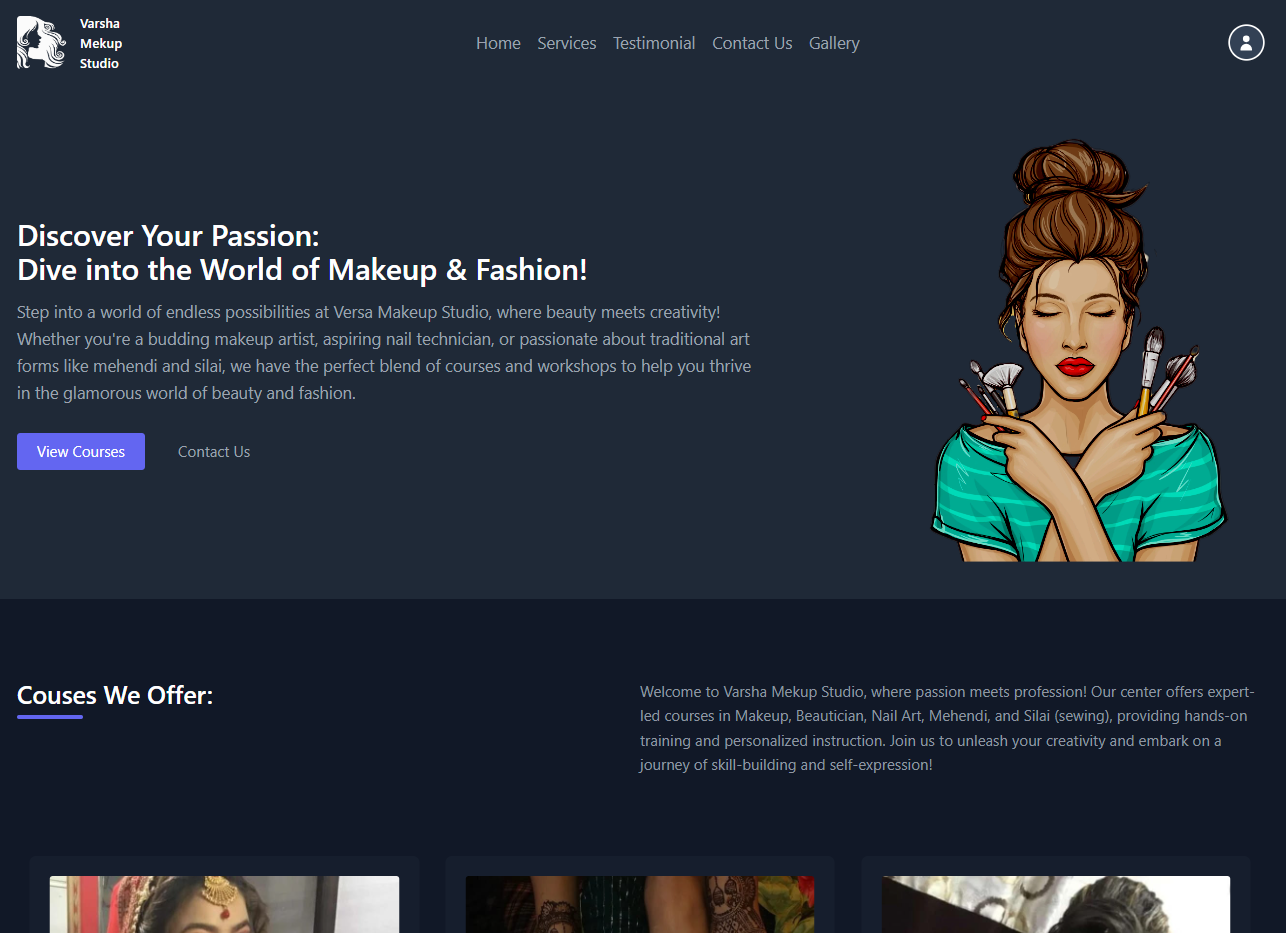 Varsha
Mekup
Studio
Home Services Testimonial Contact Us Gallery
Discover Your Passion:
Dive into the World of Makeup & Fashion!
Step into a world of endless possibilities at Versa Makeup Studio, where beauty meets creativity!
Whether you're a budding makeup artist, aspiring nail technician, or passionate about traditional art
forms like mehendi and silai, we have the perfect blend of courses and workshops to help you thrive
in the glamorous world of beauty and fashion.
View Courses Contact Us
Couses We Offer:
Welcome to Varsha Mekup Studio, where passion meets profession! Our center offers expert-
led courses in Makeup, Beautician, Nail Art, Mehendi, and Silai (sewing), providing hands-on
training and personalized instruction. Join us to unleash your creativity and embark on a
journey of skill-building and self-expression!